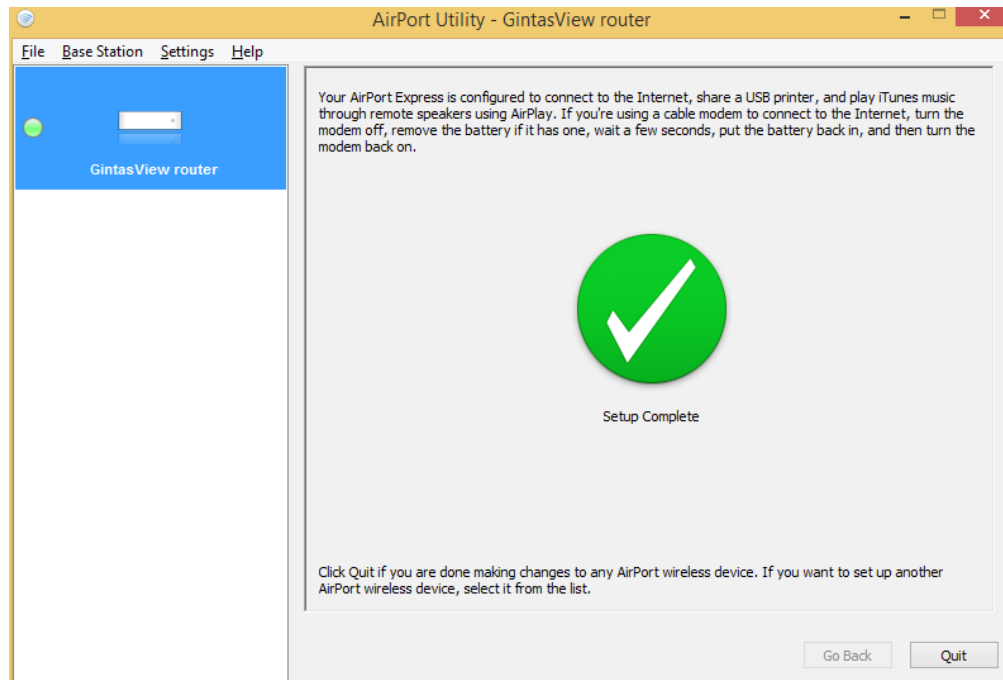 AirPort Utility - GintasView router
File Base Station Settings Help
GintasView router
Your AirPort Express is configured to connect to the Internet, share a USB printer, and play iTunes music
through remote speakers using AirPlay. If you're using a cable modem to connect to the Internet, turn the
modem off, remove the battery if it has one, wait a few seconds, put the battery back in, and then turn the
modem back on.
Setup Complete
Click Quit if you are done making changes to any AirPort wireless device. If you want to set up another
AirPort wireless device, select it from the list.
Go Back Quit